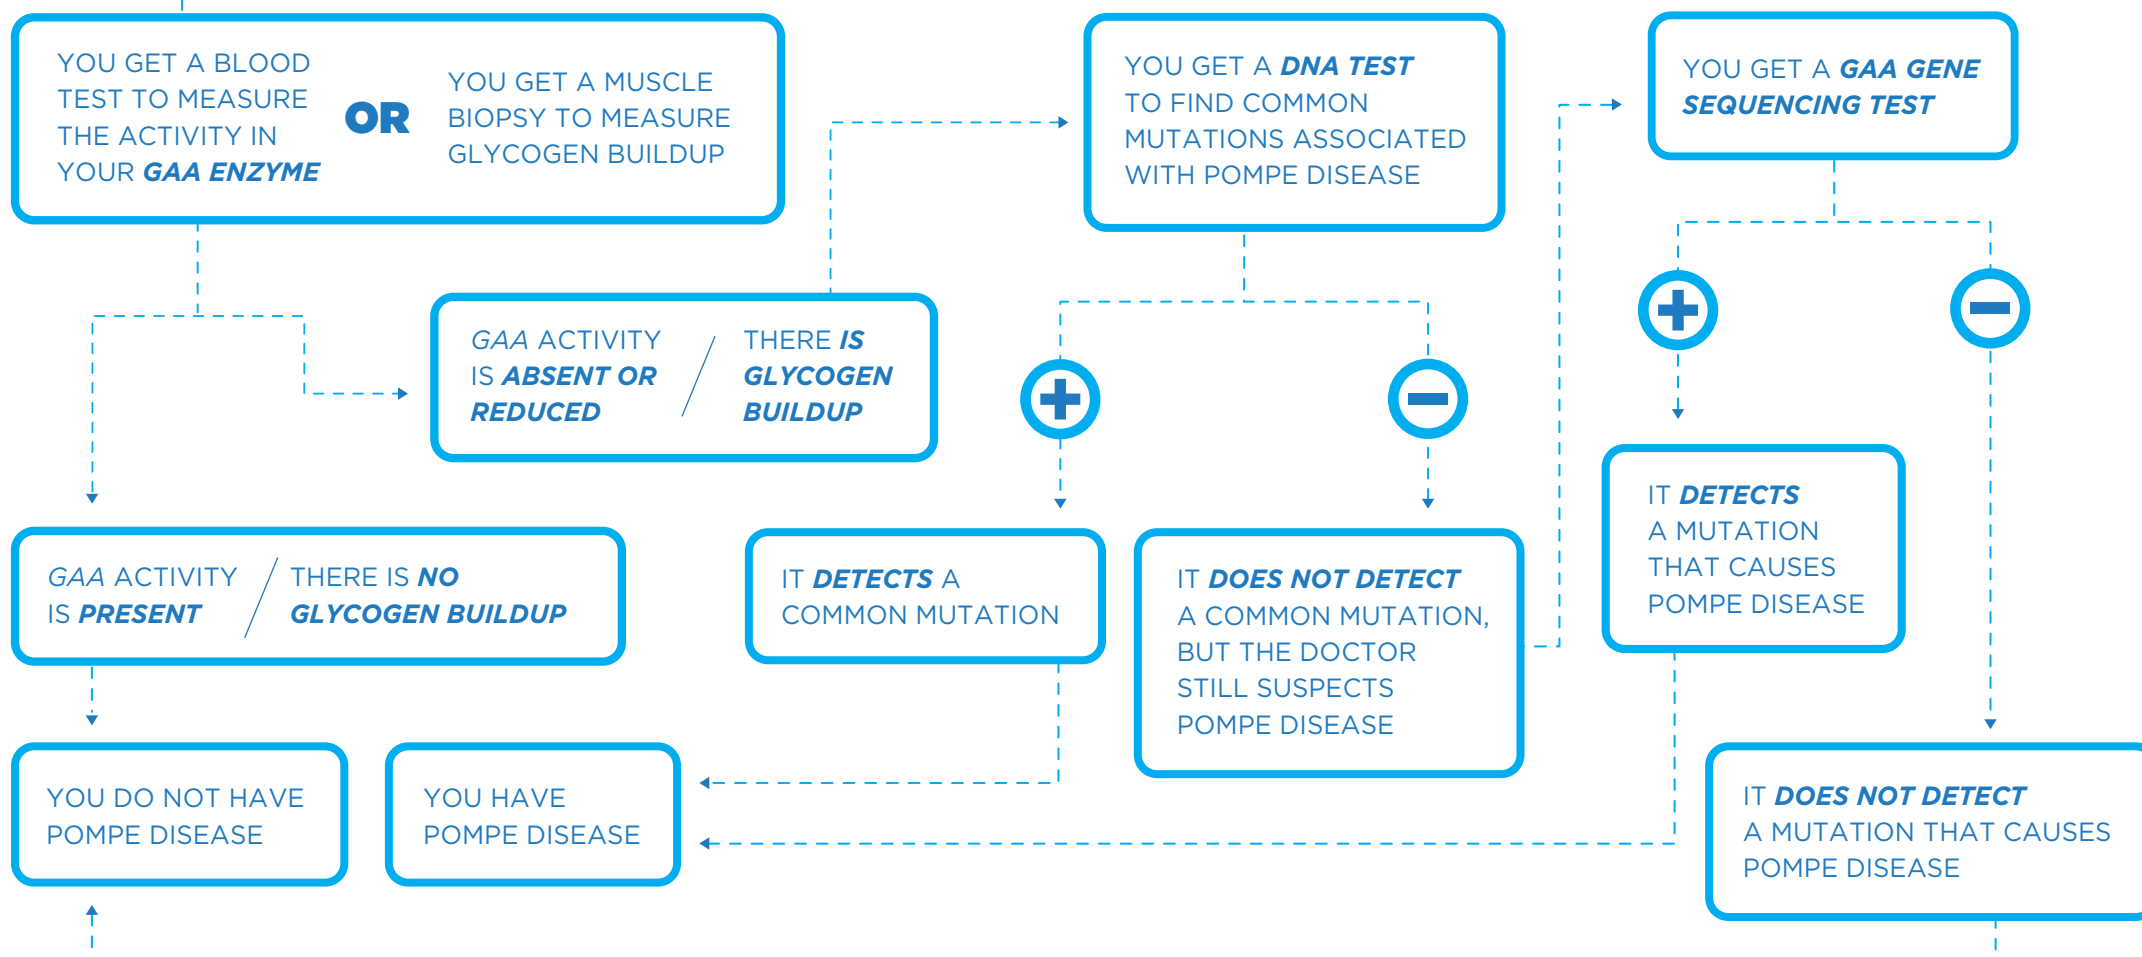 YOU GET A BLOOD
TEST TO MEASURE
THE ACTIVITY IN
YOUR GAA ENZYME
OR
YOU GET A MUSCLE
BIOPSY TO MEASURE
GLYCOGEN BUILDUP
YOU GET A DNA TEST
TO FIND COMMON
MUTATIONS ASSOCIATED
WITH POMPE DISEASE
YOU GET A GAA GENE
SEQUENCING TEST
GAA ACTIVITY
IS ABSENT OR
REDUCED
THERE IS
GLYCOGEN
BUILDUP
GAA ACTIVITY
IS PRESENT
THERE IS NO
GLYCOGEN BUILDUP
IT DETECTS A
COMMON MUTATION
IT DOES NOT DETECT
A COMMON MUTATION,
BUT THE DOCTOR
STILL SUSPECTS
POMPE DISEASE
IT DETECTS
A MUTATION
THAT CAUSES
POMPE DISEASE
YOU DO NOT HAVE
POMPE DISEASE
YOU HAVE
POMPE DISEASE
IT DOES NOT DETECT
A MUTATION THAT CAUSES
POMPE DISEASE